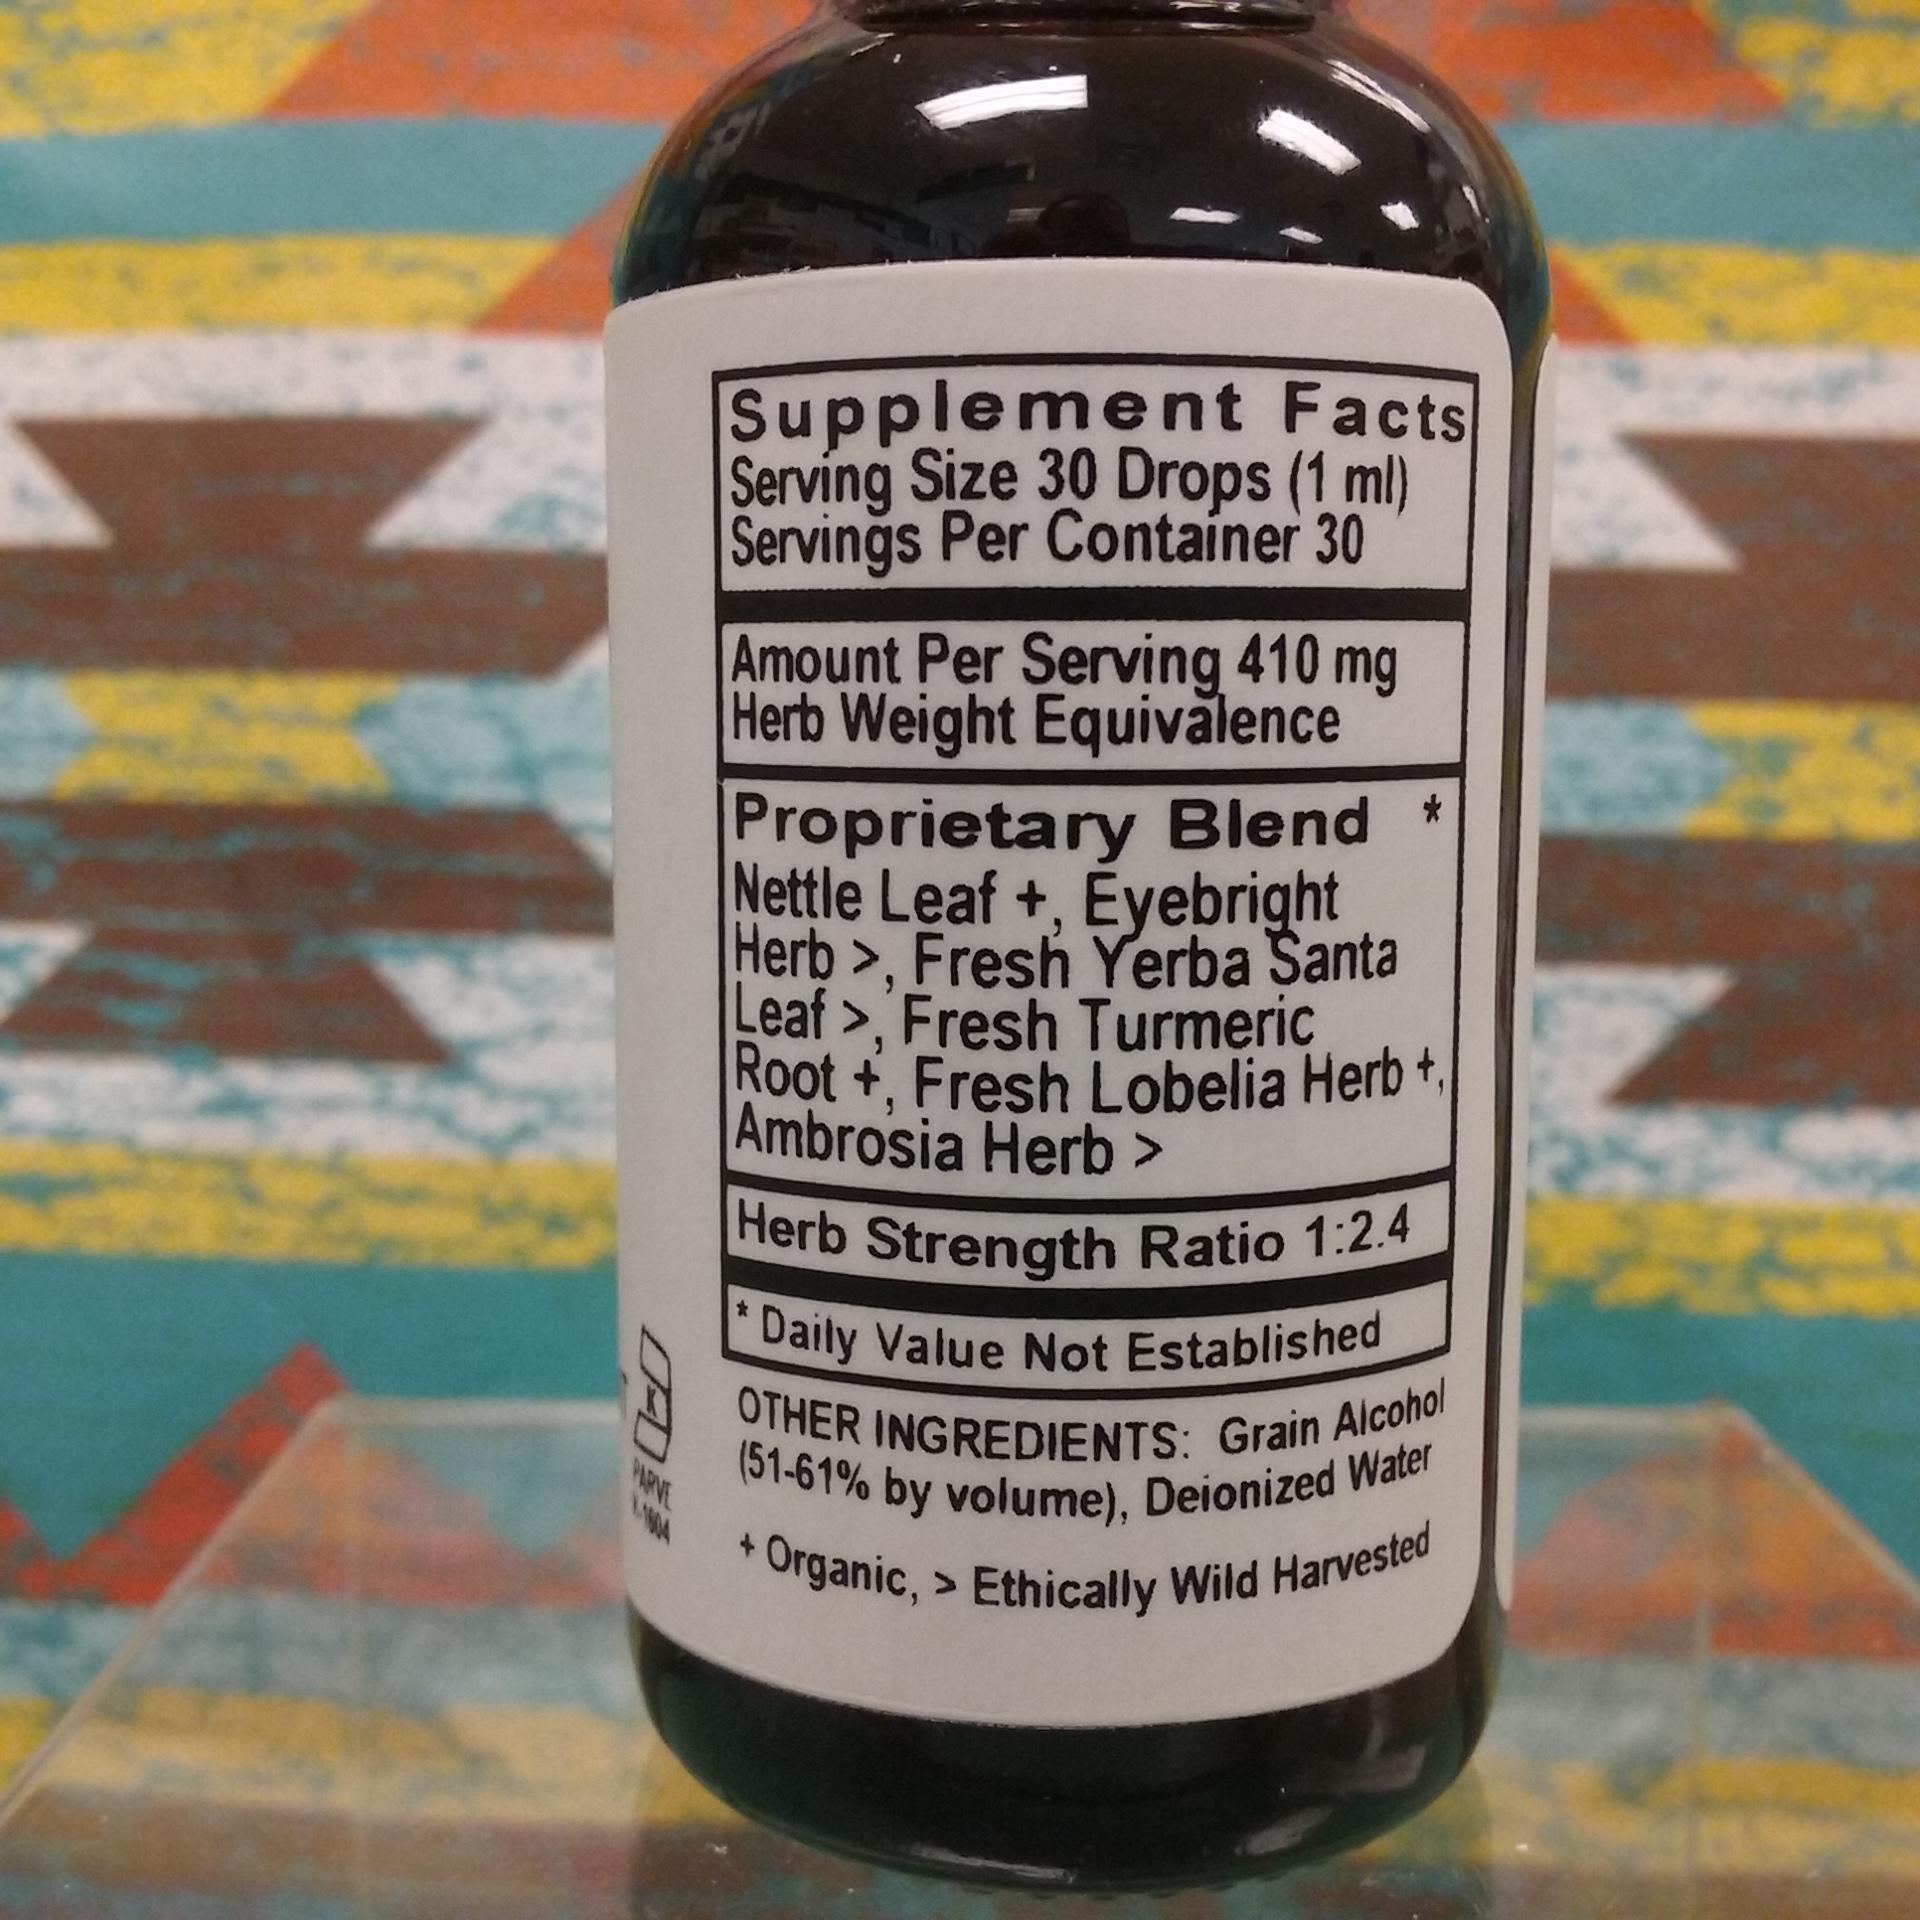 Supplement Facts
Serving Size 30 Drops (1 ml)
Servings Per Container 30
Amount Per Serving 410 mg
Herb Weight Equivalence
Proprietary Blend *
Nettle Leaf +, Eyebright
Herb >, Fresh Yerba Santa
Leaf >, Fresh Turmeric
Root +, Fresh Lobelia Herb +,
Ambrosia Herb >
Herb Strength Ratio 1:2.4
* Daily Value Not Established
OTHER INGREDIENTS: Grain Alcohol
(51-61% by volume), Deionized Water
+ Organic, > Ethically Wild Harvested
K
PARVE